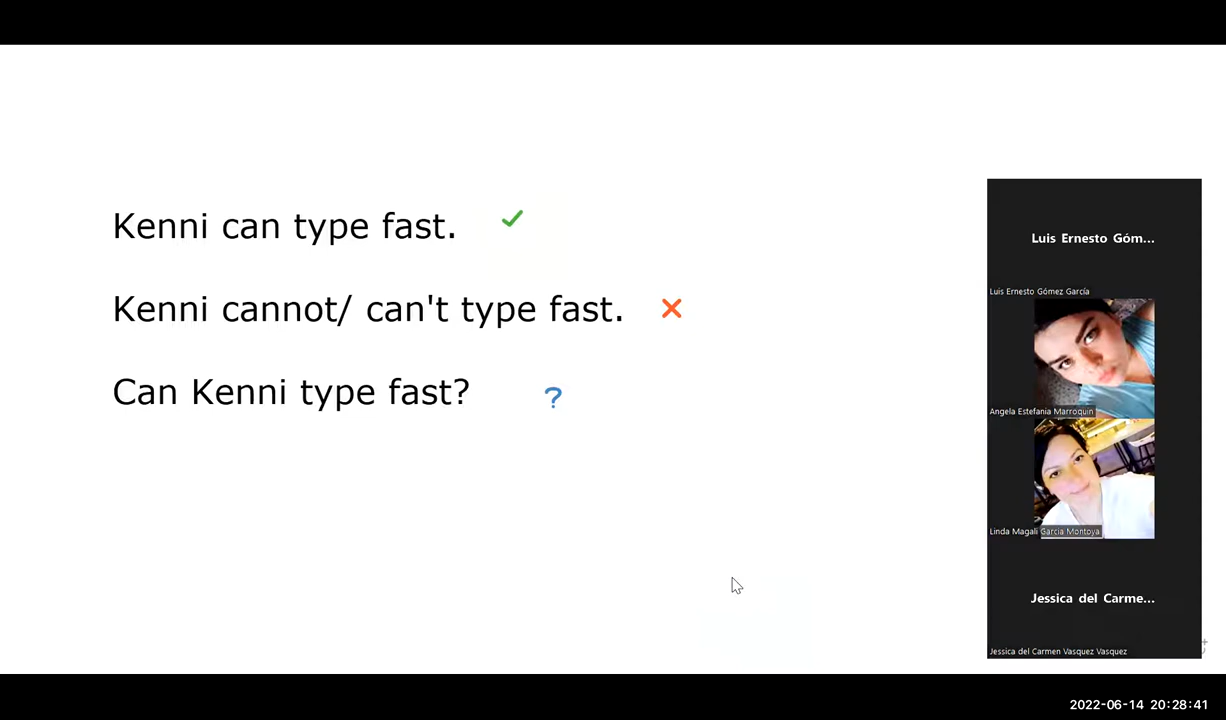 Kenni can type fast.
Kenni cannot/ can't type fast.
Can Kenni type fast?
?
Luis Ernesto Góm...
Luis Ernesto Gómez García
Angela Estefania Marroquin
Linda Magali Garcia Montoya
Jessica del Carme...
Jessica del Carmen Vasquez Vasquez
2022-06-14 20:28:41